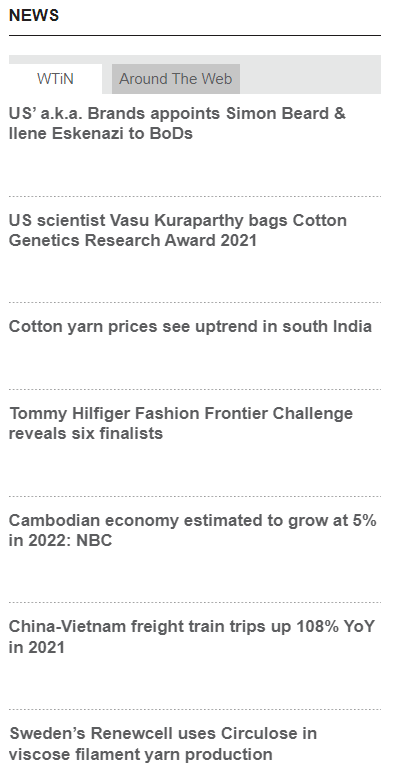 NEWS
WTiN
Around The Web
US’ a.k.a. Brands appoints Simon Beard &
Ilene Eskenazi to BoDs
US scientist Vasu Kuraparthy bags Cotton
Genetics Research Award 2021
Cotton yarn prices see uptrend in south India
Tommy Hilfiger Fashion Frontier Challenge
reveals six finalists
Cambodian economy estimated to grow at 5%
in 2022: NBC
China-Vietnam freight train trips up 108% YoY
in 2021
Sweden’s Renewcell uses Circulose in
viscose filament yarn production